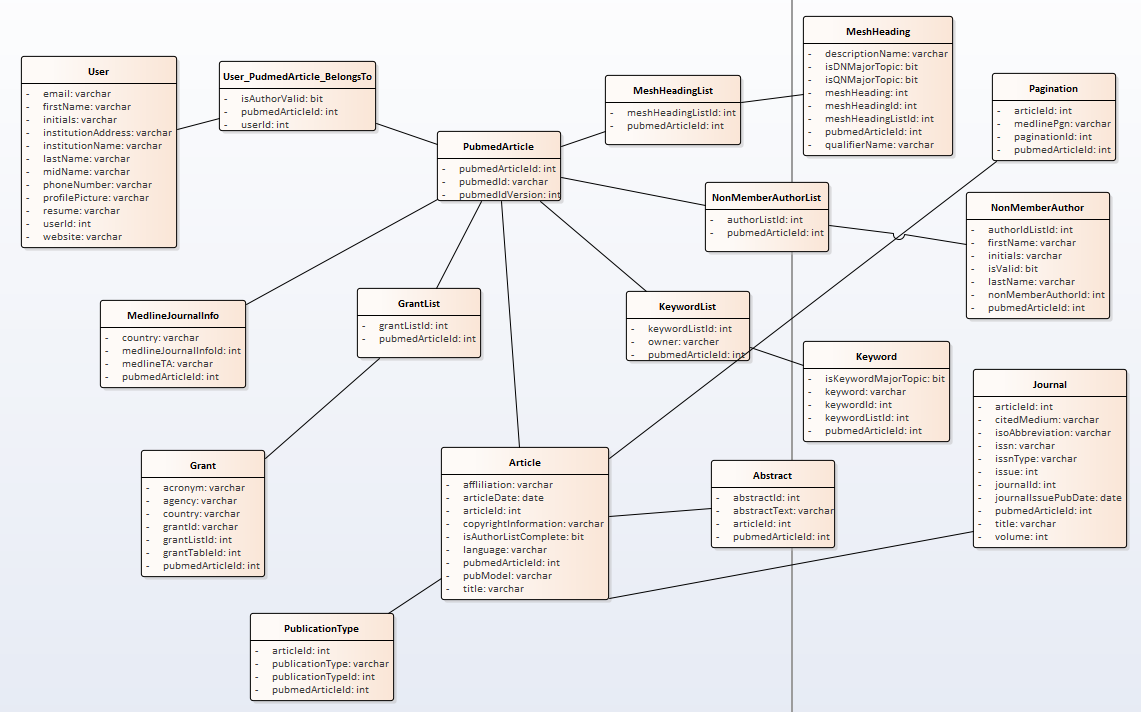 User
- email: varchar
- firstName: varchar
- initials: varchar
- institutionAddress: varchar
- institutionName: varchar
- lastName: varchar
- midName: varchar
- phoneNumber: varchar
- profilePicture: varchar
- resume: varchar
- userId: int
- website: varchar
User_PudmedArticle_BelongsTo
- isAuthorValid: bit
- pubmedArticleId: int
- userId: int
PubmedArticle
- pubmedArticleId: int
- pubmedId: varchar
- pubmedIdVersion: int
MeshHeadingList
- meshHeadingListId: int
- pubmedArticleId: int
MeshHeading
- descriptionName: varchar
- isDNMajorTopic: bit
- isQNMajorTopic: bit
- meshHeading: int
- meshHeadingId: int
- meshHeadingListId: int
- pubmedArticleId: int
- qualifierName: varchar
Pagination
- articleId: int
- medlinePgn: varchar
- paginationId: int
- pubmedArticleId: int
NonMemberAuthorList
- authorListId: int
- pubmedArticleId: int
NonMemberAuthor
- authorIdListId: int
- firstName: varchar
- initials: varchar
- isValid: bit
- lastName: varchar
- nonMemberAuthorId: int
- pubmedArticleId: int
MedlineJournalInfo
- country: varchar
- medlineJournalInfoId: int
- medlineTA: varchar
- pubmedArticleId: int
GrantList
- grantListId: int
- pubmedArticleId: int
KeywordList
- keywordListId: int
- owner: varcher
- pubmedArticleId: int
Keyword
- isKeywordMajorTopic: bit
- keyword: varchar
- keywordId: int
- keywordListId: int
- pubmedArticleId: int
Journal
- articleId: int
- citedMedium: varchar
- isoAbbreviation: varchar
- issn: varchar
- issnType: varchar
- issue: int
- journalId: int
- journalIssuePubDate: date
- pubmedArticleId: int
- title: varchar
- volume: int
Grant
- acronym: varchar
- agency: varchar
- country: varchar
- grantId: varchar
- grantListId: int
- grantTableId: int
- pubmedArticleId: int
Article
- affliliation: varchar
- articleDate: date
- articleId: int
- copyrightInformation: varchar
- isAuthorListComplete: bit
- language: varchar
- pubmedArticleId: int
- pubModel: varchar
- title: varchar
Abstract
- abstractId: int
- abstractText: varchar
- articleId: int
- pubmedArticleId: int
PublicationType
- articleId: int
- publicationType: varchar
- publicationTypeId: int
- pubmedArticleId: int